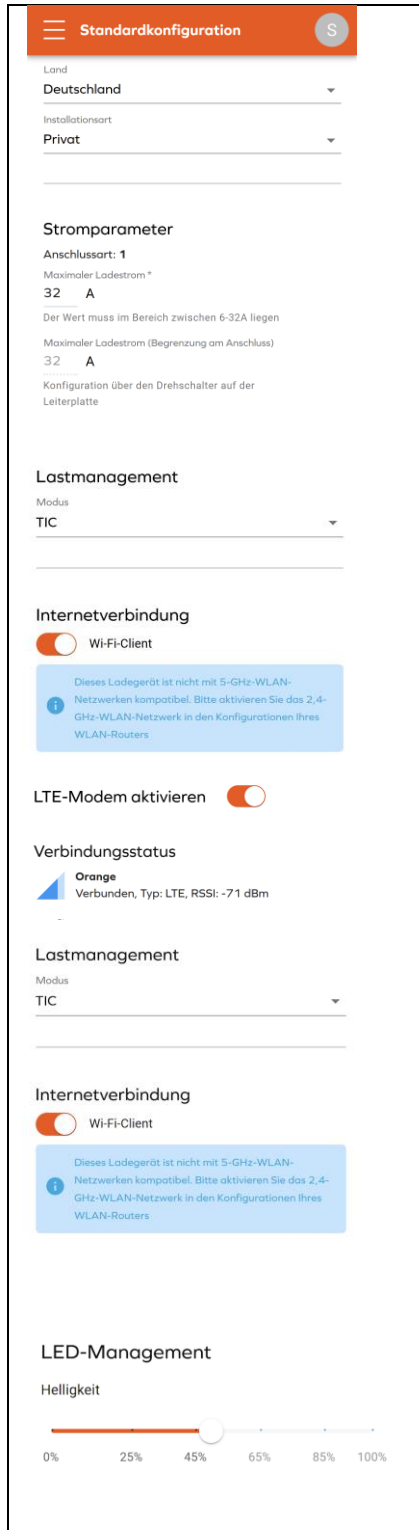 Standardkonfiguration
S
Land
Deutschland
Installationsart
Privat
Stromparameter
Anschlussart: 1
Maximaler Ladestrom *
32 A
Der Wert muss im Bereich zwischen 6-32A liegen
Maximaler Ladestrom (Begrenzung am Anschluss)
32 A
Konfiguration über den Drehschalter auf der
Leiterplatte
Lastmanagement
Modus
TIC
Internetverbindung
Wi-Fi-Client
Dieses Ladegerät ist nicht mit 5-GHz-WLAN-
Netzwerken kompatibel. Bitte aktivieren Sie das 2,4-
GHz-WLAN-Netzwerk in den Konfigurationen Ihres
WLAN-Routers
LTE-Modem aktivieren
Verbindungsstatus
Orange
Verbunden, Typ: LTE, RSSI: -71 dBm
Lastmanagement
Modus
TIC
Internetverbindung
Wi-Fi-Client
Dieses Ladegerät ist nicht mit 5-GHz-WLAN-
Netzwerken kompatibel. Bitte aktivieren Sie das 2,4-
GHz-WLAN-Netzwerk in den Konfigurationen Ihres
WLAN-Routers
LED-Management
Helligkeit
0% 25% 45% 65% 85% 100%